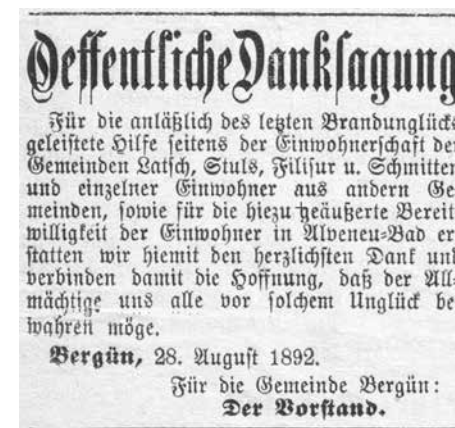 Oeffentliche Danksagung
Für die anläßlich des letzten Brandunglücks
geleistete Hilfe seitens der Einwohnerschaft der
Gemeinden Latsch, Stuls, Filisur u. Schmitten
und einzelner Einwohner aus andern Ge
meinden, sowie für die hiezu geäußerte Bereit
willigkeit der Einwohner in Alveneu-Bad er
statten wir hiemit den herzlichsten Dank und
verbinden damit die Hoffnung, daß der All
mächtige uns alle vor solchem Unglück be
wahren möge.
Bergün, 28. August 1892.
Für die Gemeinde Bergün:
Der Vorstand.